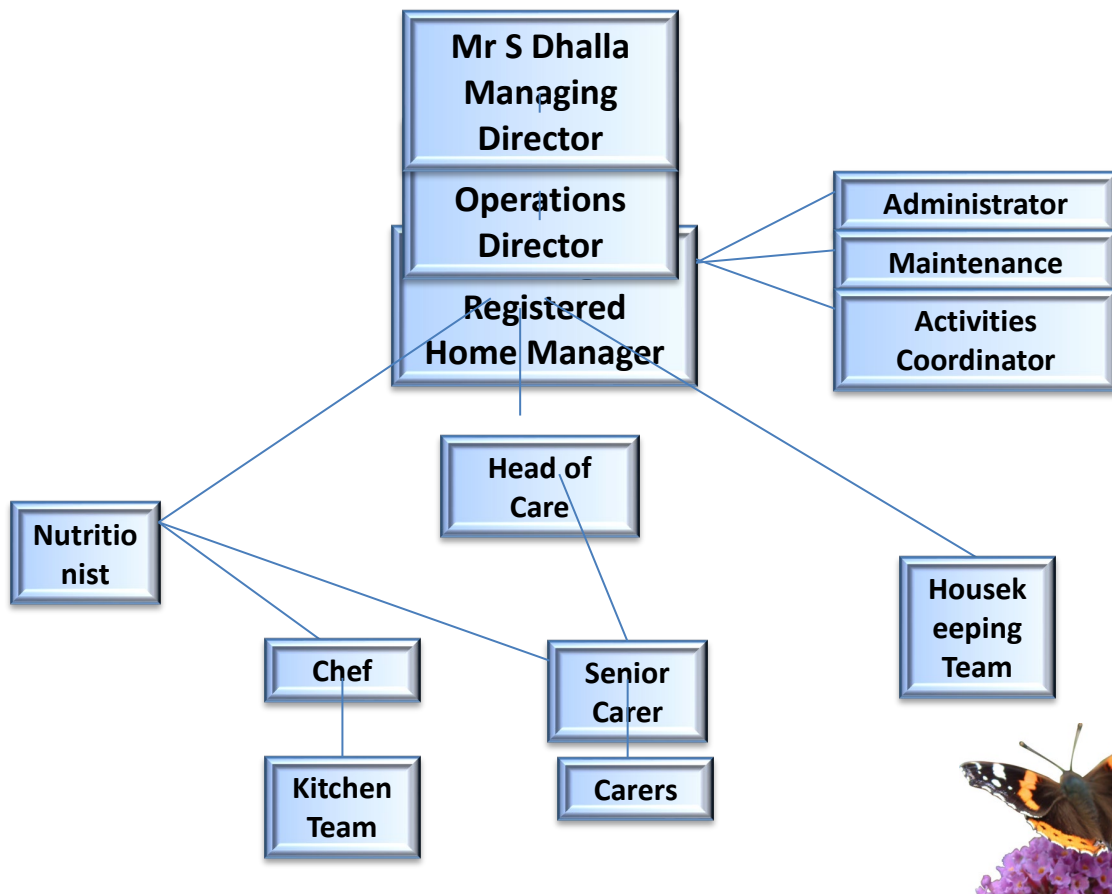 Mr S Dhalla
Managing
Director
Operations
Director
Registered
Home Manager
Administrator
Maintenance
Activities
Coordinator
Head of
Care
Nutritio
nist
Housek
eeping
Team
Chef
Senior
Carer
Kitchen
Team
Carers